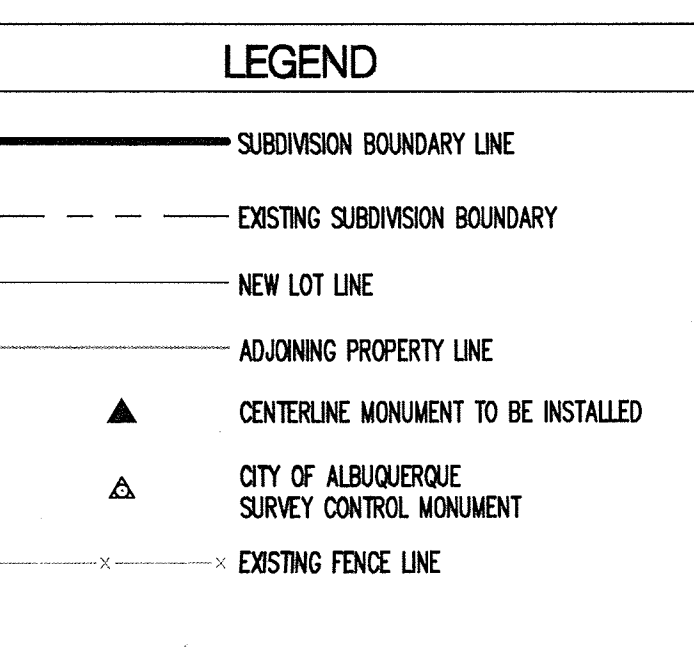 LEGEND
SUBDIVISION BOUNDARY LINE
EXISTING SUBDIVISION BOUNDARY
NEW LOT LINE
ADJOINING PROPERTY LINE
CENTERLINE MONUMENT TO BE INSTALLED
CITY OF ALBUQUERQUE
SURVEY CONTROL MONUMENT
EXISTING FENCE LINE